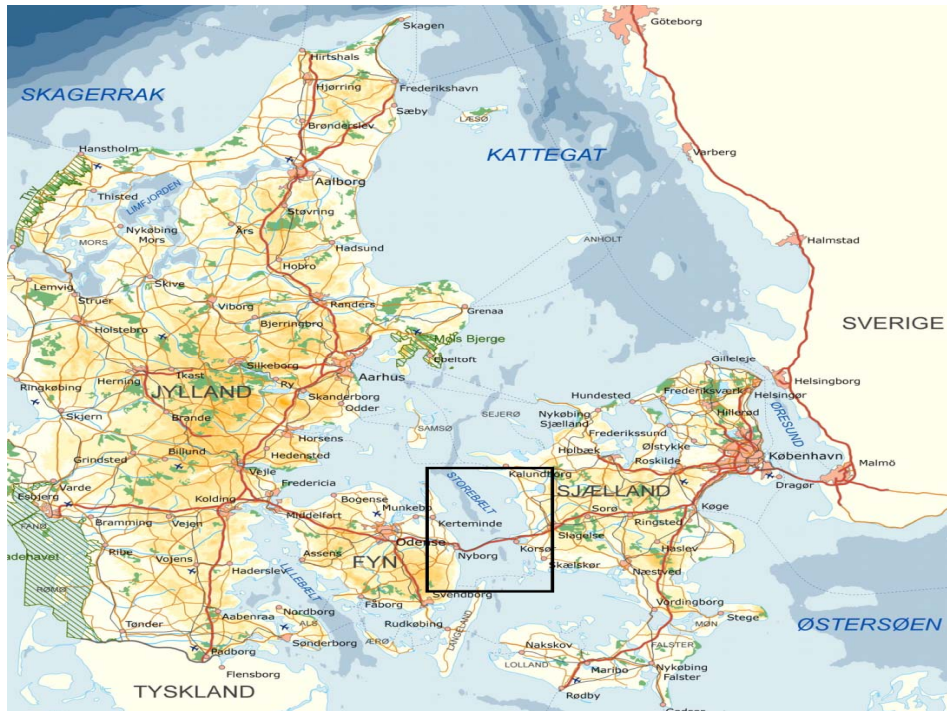 Skagen
Göteborg
Hirtshals
Hjørring
Frederikshavn
SKAGERRAK
Sæby
LÆSØ
Brønderslev
Hanstholm
KATTEGAT
Varberg
THY
Aalborg
Thisted
LIMFJORDEN
Støvring
Nykøbing
Mors
Års
MORS
Hadsund
ANHOLT
Halmstad
Hobro
Lemvig
Skive
Struer
Viborg
Randers
Grenaa
Holstebro
Bjerringbro
SVERIGE
Mols Bjerge
Ebeltoft
Gilleleje
Silkeborg
Ikast
Aarhus
Herning
Ry
Helsingborg
Ringkøbing
JYLLAND
Skanderborg
Hundested
Frederiksværk
Helsingør
Odder
SEJERØ
Nykøbing
Sjælland
Hillerød
ØRESUND
Skjern
Brande
SAMSØ
Frederikssund
Horsens
Ølstykke
Holbæk
Grindsted
Billund
Hedensted
Roskilde
København
Malmö
Vejle
Kalundborg
Varde
Fredericia
STOREBÆLT
SJÆLLAND
Dragør
Esbjerg
Kolding
Bogense
Munkebo
Sorø
Køge
FANØ
Bramming
Vejen
Middelfart
Kerteminde
Ringsted
Odense
Slagelse
adehavet
Ribe
Assens
FYN
Nyborg
Korsør
Haslev
Vojens
Skælskør
Næstved
RØMØ
Haderslev
LILLEBÆLT
Svendborg
Vordingborg
Nordborg
Fåborg
Aabenraa
Rudkøbing
LANGELAND
MØN
Stege
Tønder
ALS
ØSTERSØEN
Sønderborg
ÆRØ
Nakskov
FALSTER
Padborg
LOLLAND
Maribo
Nykøbing
Falster
Flensborg
TYSKLAND
Rødby